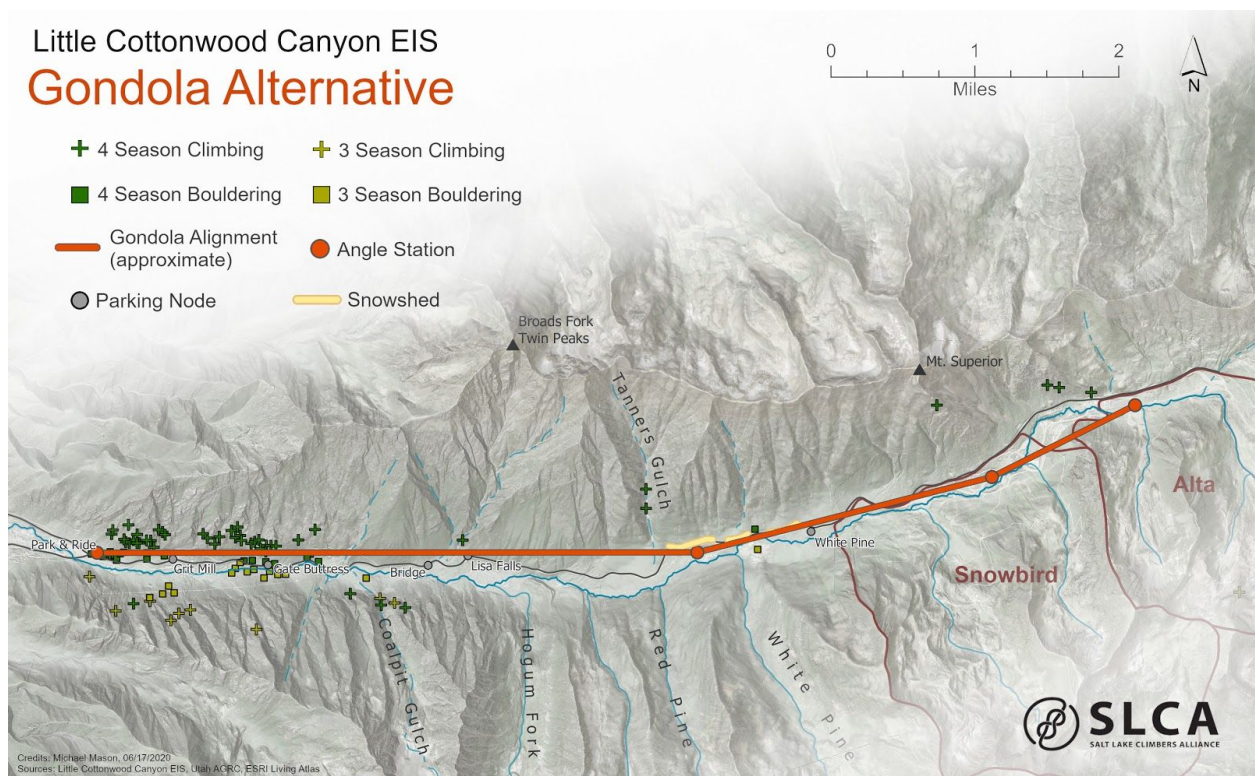 Little Cottonwood Canyon EIS
Gondola Alternative
4 Season Climbing
3 Season Climbing
4 Season Bouldering
3 Season Bouldering
Gondola Alignment
(approximate)
Angle Station
Parking Node
Snowshed
0 1 2
Miles
N
Broads Fork
Twin Peaks
Mt. Superior
Tanners Gulch
Alta
Park & Ride
Grit Mill
Gate Buttress
Bridge
Lisa Falls
White Pine
Snowbird
Coalpit Gulch
Hogum Fork
Red Pine
White Pine
SLCA
SALT LAKE CLIMBERS ALLIANCE
Credits: Michael Mason, 06/17/2020
Sources: Little Cottonwood Canyon EIS, Utah AGRC, ESRI Living Atlas